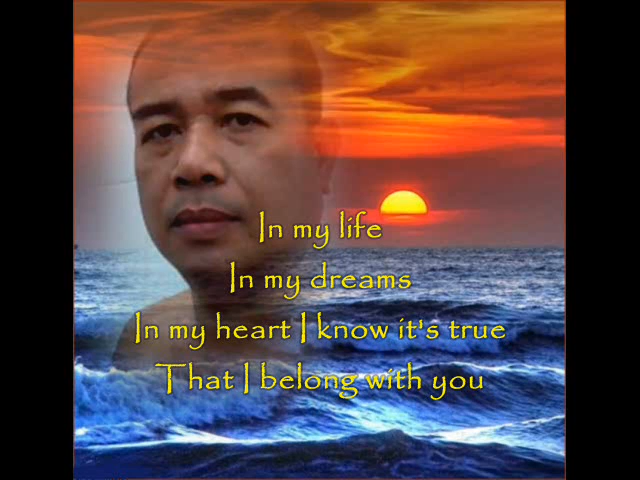 In my life
In my dreams
In my heart I know it's true
That I belong with you